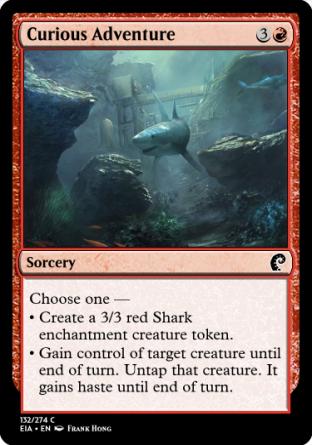 Curious Adventure 3
Sorcery
Choose one —
• Create a 3/3 red Shark
enchantment creature token.
• Gain control of target creature until
end of turn. Untap that creature. It
gains haste until end of turn.
132/274 C
EIA • EN Frank Hong